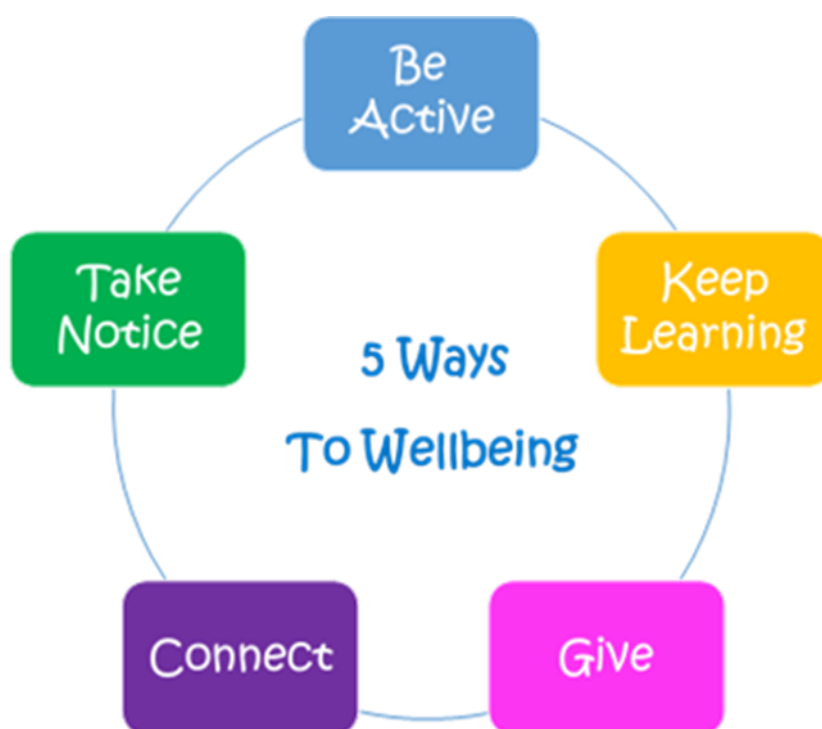 Be
Active
Take
Notice
Keep
Learning
5 Ways
To Wellbeing
Connect
Give